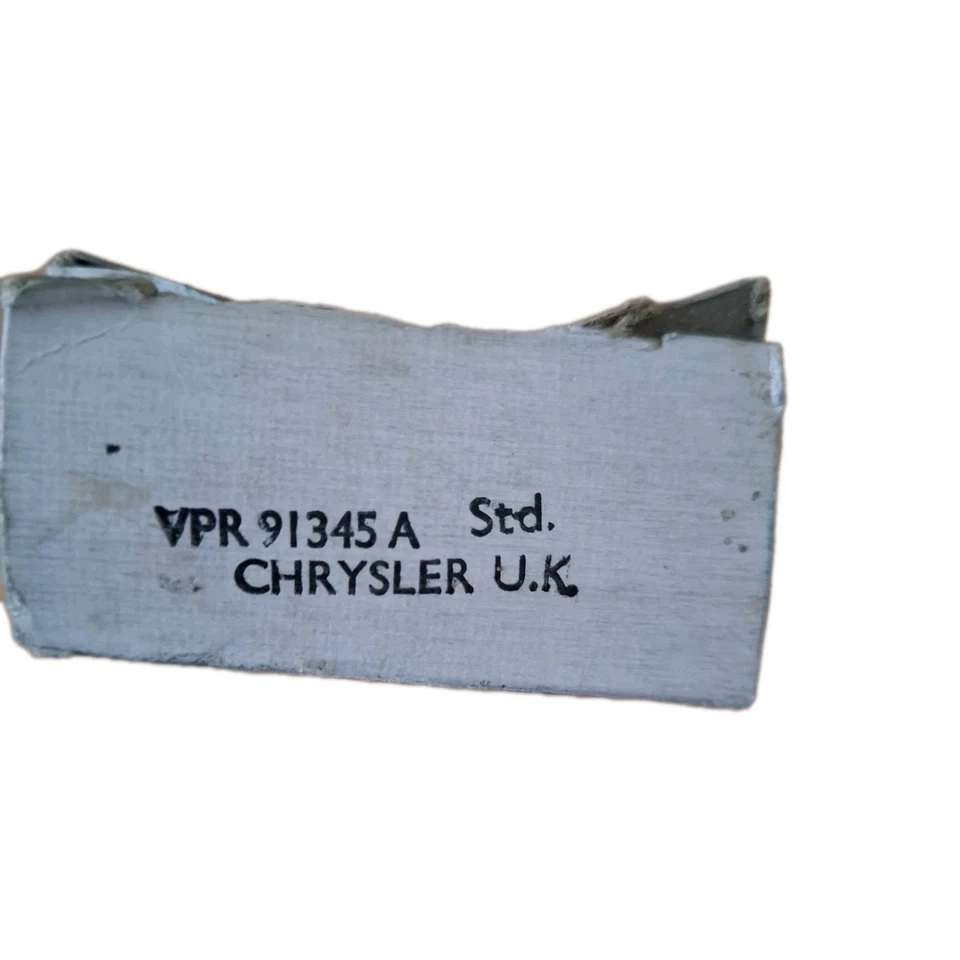 VPR 91345 A Std.
CHRYSLER U.K.